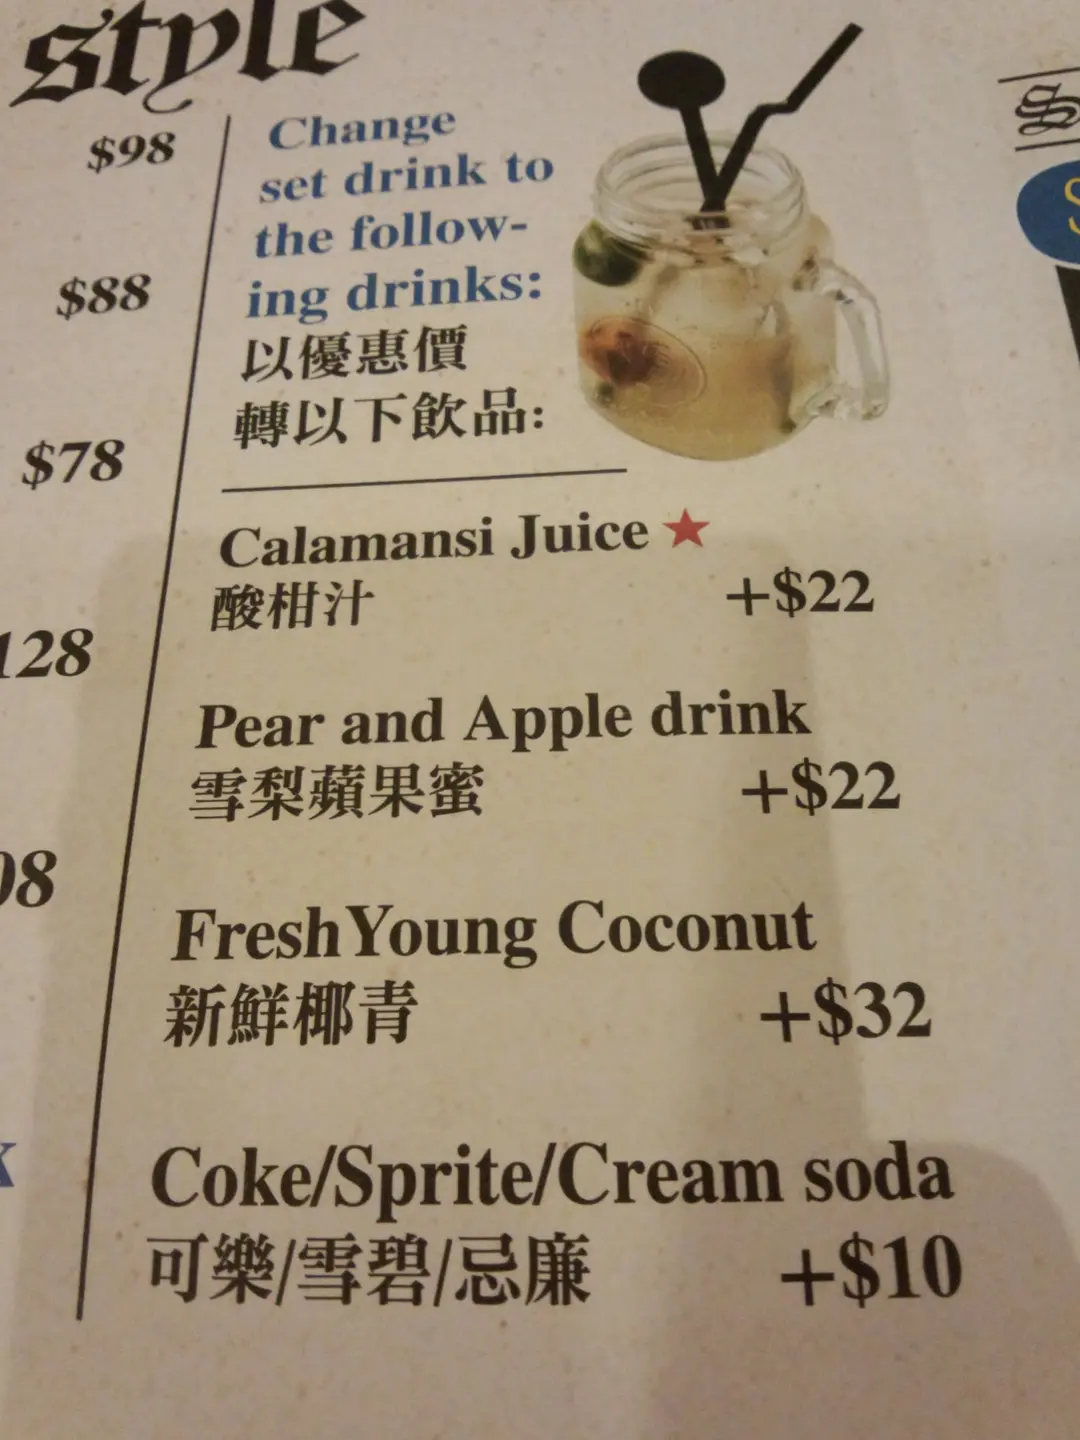 style
$98
$88
$78
128
08
Change
set drink to
the follow-
ing drinks:
以優惠價
轉以下飲品:
Calamansi Juice ★
酸柑汁 +$22
Pear and Apple drink
雪梨蘋果蜜 +$22
Fresh Young Coconut
新鮮椰青 +$32
Coke/Sprite/Cream soda
可樂/雪碧/忌廉 +$10